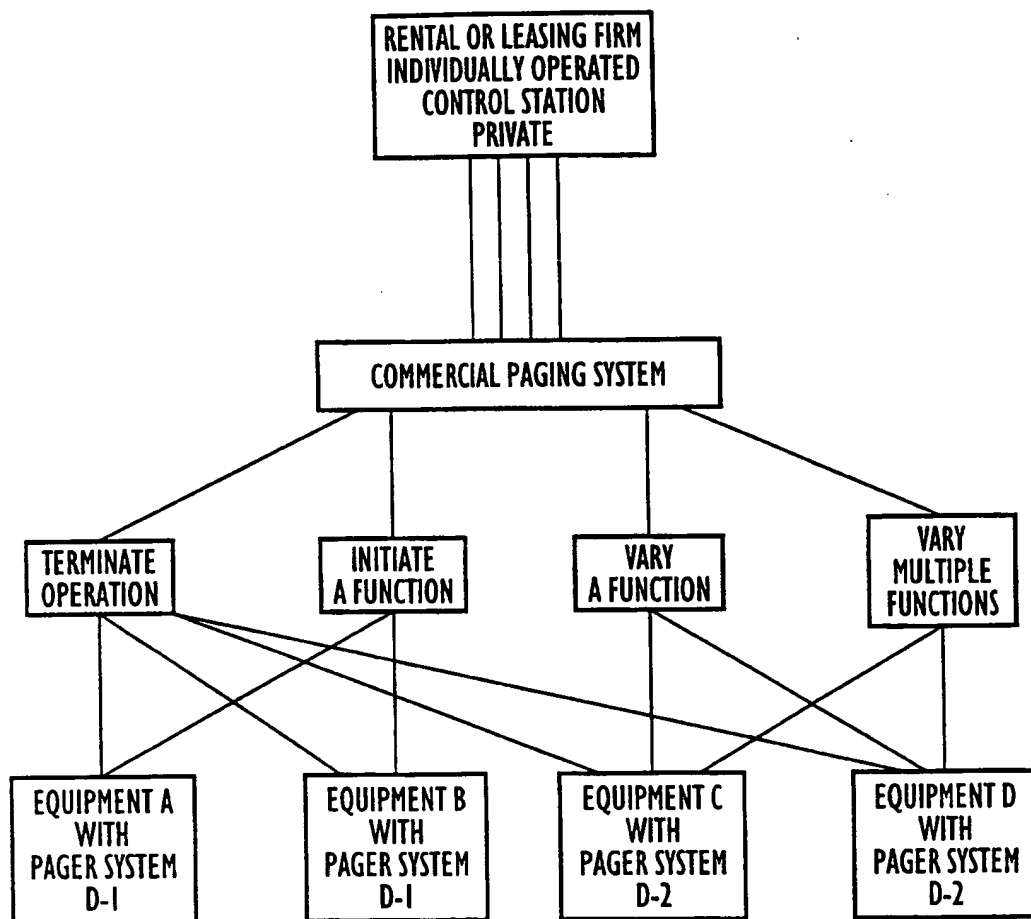 RENTAL OR LEASING FIRM
INDIVIDUALLY OPERATED
CONTROL STATION
PRIVATE
COMMERCIAL PAGING SYSTEM
TERMINATE
OPERATION
INITIATE
A FUNCTION
VARY
A FUNCTION
VARY
MULTIPLE
FUNCTIONS
EQUIPMENT A
WITH
PAGER SYSTEM
D-1
EQUIPMENT B
WITH
PAGER SYSTEM
D-1
EQUIPMENT C
WITH
PAGER SYSTEM
D-2
EQUIPMENT D
WITH
PAGER SYSTEM
D-2